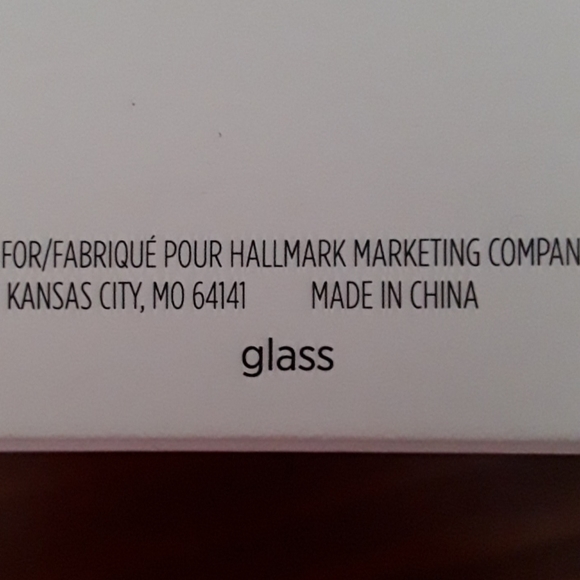 FOR/FABRIQUÉ POUR HALLMARK MARKETING COMPAN
KANSAS CITY, MO 64141 MADE IN CHINA
glass